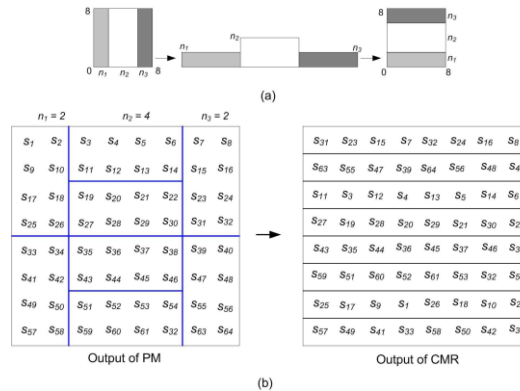 8 8 n3
n2 n2
n1 n3 n1
0 n1 n2 n3 8 0 8
(a)
n1 = 2 n2 = 4 n3 = 2
S1 S2 S3 S4 S5 S6 S7 S8
S9 S10 S11 S12 S13 S14 S15 S16
S17 S18 S19 S20 S21 S22 S23 S24
S25 S26 S27 S28 S29 S30 S31 S32
S33 S34 S35 S36 S37 S38 S39 S40
S41 S42 S43 S44 S45 S46 S47 S48
S49 S50 S51 S52 S53 S54 S55 S56
S57 S58 S59 S60 S61 S32 S63 S64
Output of PM
S31 S23 S15 S7 S32 S24 S16 S8
S63 S55 S47 S39 S64 S56 S48
S11 S3 S12 S4 S13 S5 S14 S6
S27 S19 S28 S20 S29 S21 S30
S43 S35 S44 S36 S45 S37 S46
S59 S51 S60 S52 S61 S53 S32
S25 S17 S9 S1 S26 S18 S10
S57 S49 S41 S33 S58 S50 S42
Output of CMR
(b)